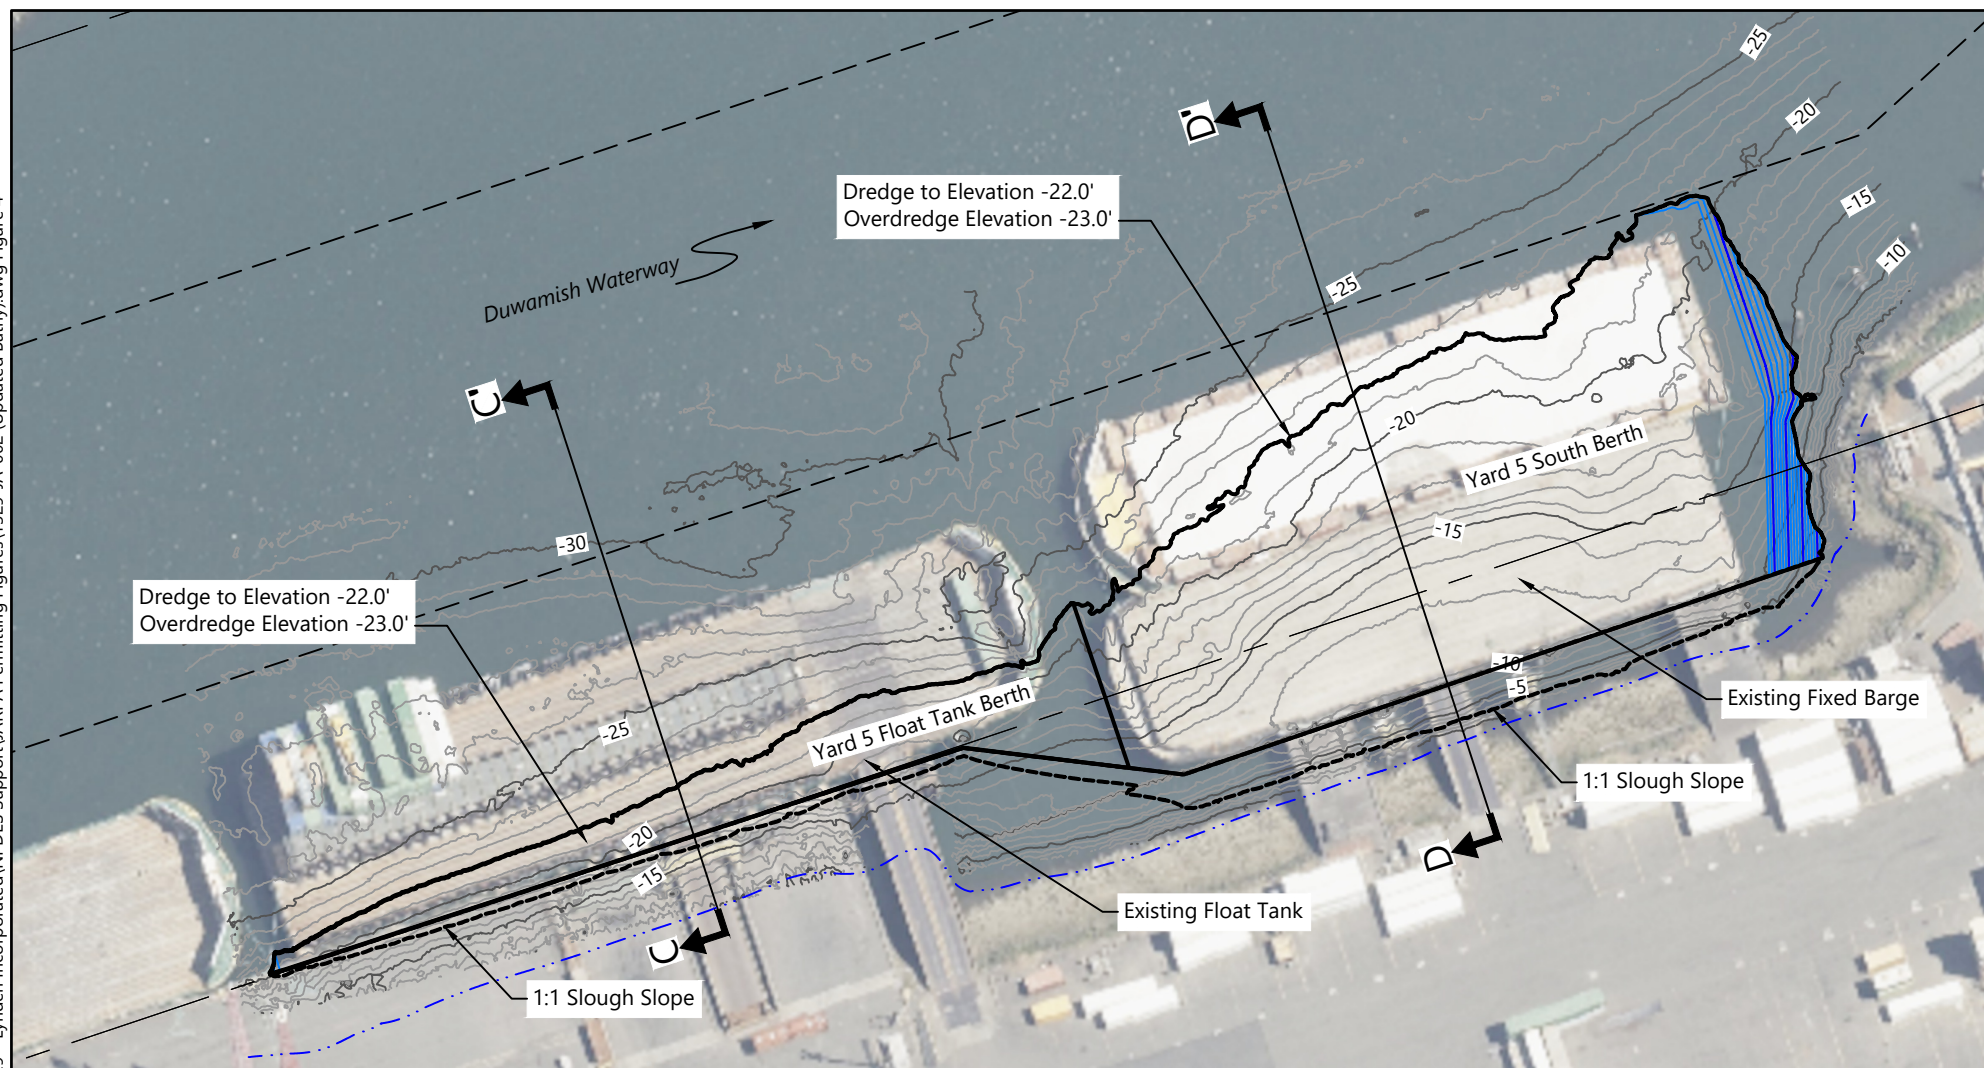 -25
-20
D'
Dredge to Elevation -22.0'
Overdredge Elevation -23.0'
-15
-10
Duwamish Waterway
-25
C'
-20
Yard 5 South Berth
-15
-30
Dredge to Elevation -22.0'
Overdredge Elevation -23.0'
-10
-5
Existing Fixed Barge
Yard 5 Float Tank Berth
-25
1:1 Slough Slope
-20
-15
D
Existing Float Tank
C
1:1 Slough Slope